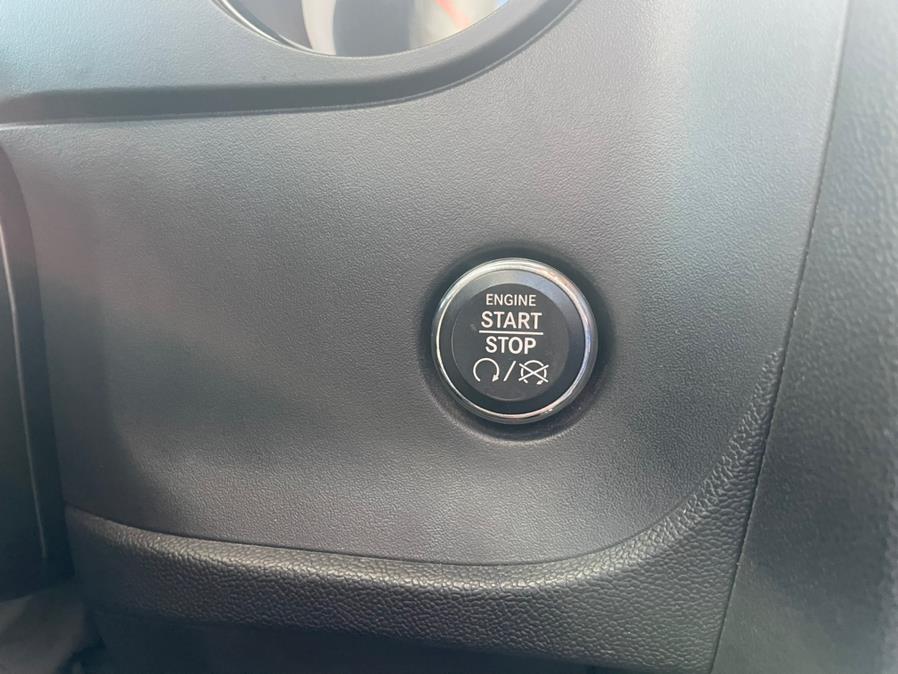 ENGINE
START
STOP
/